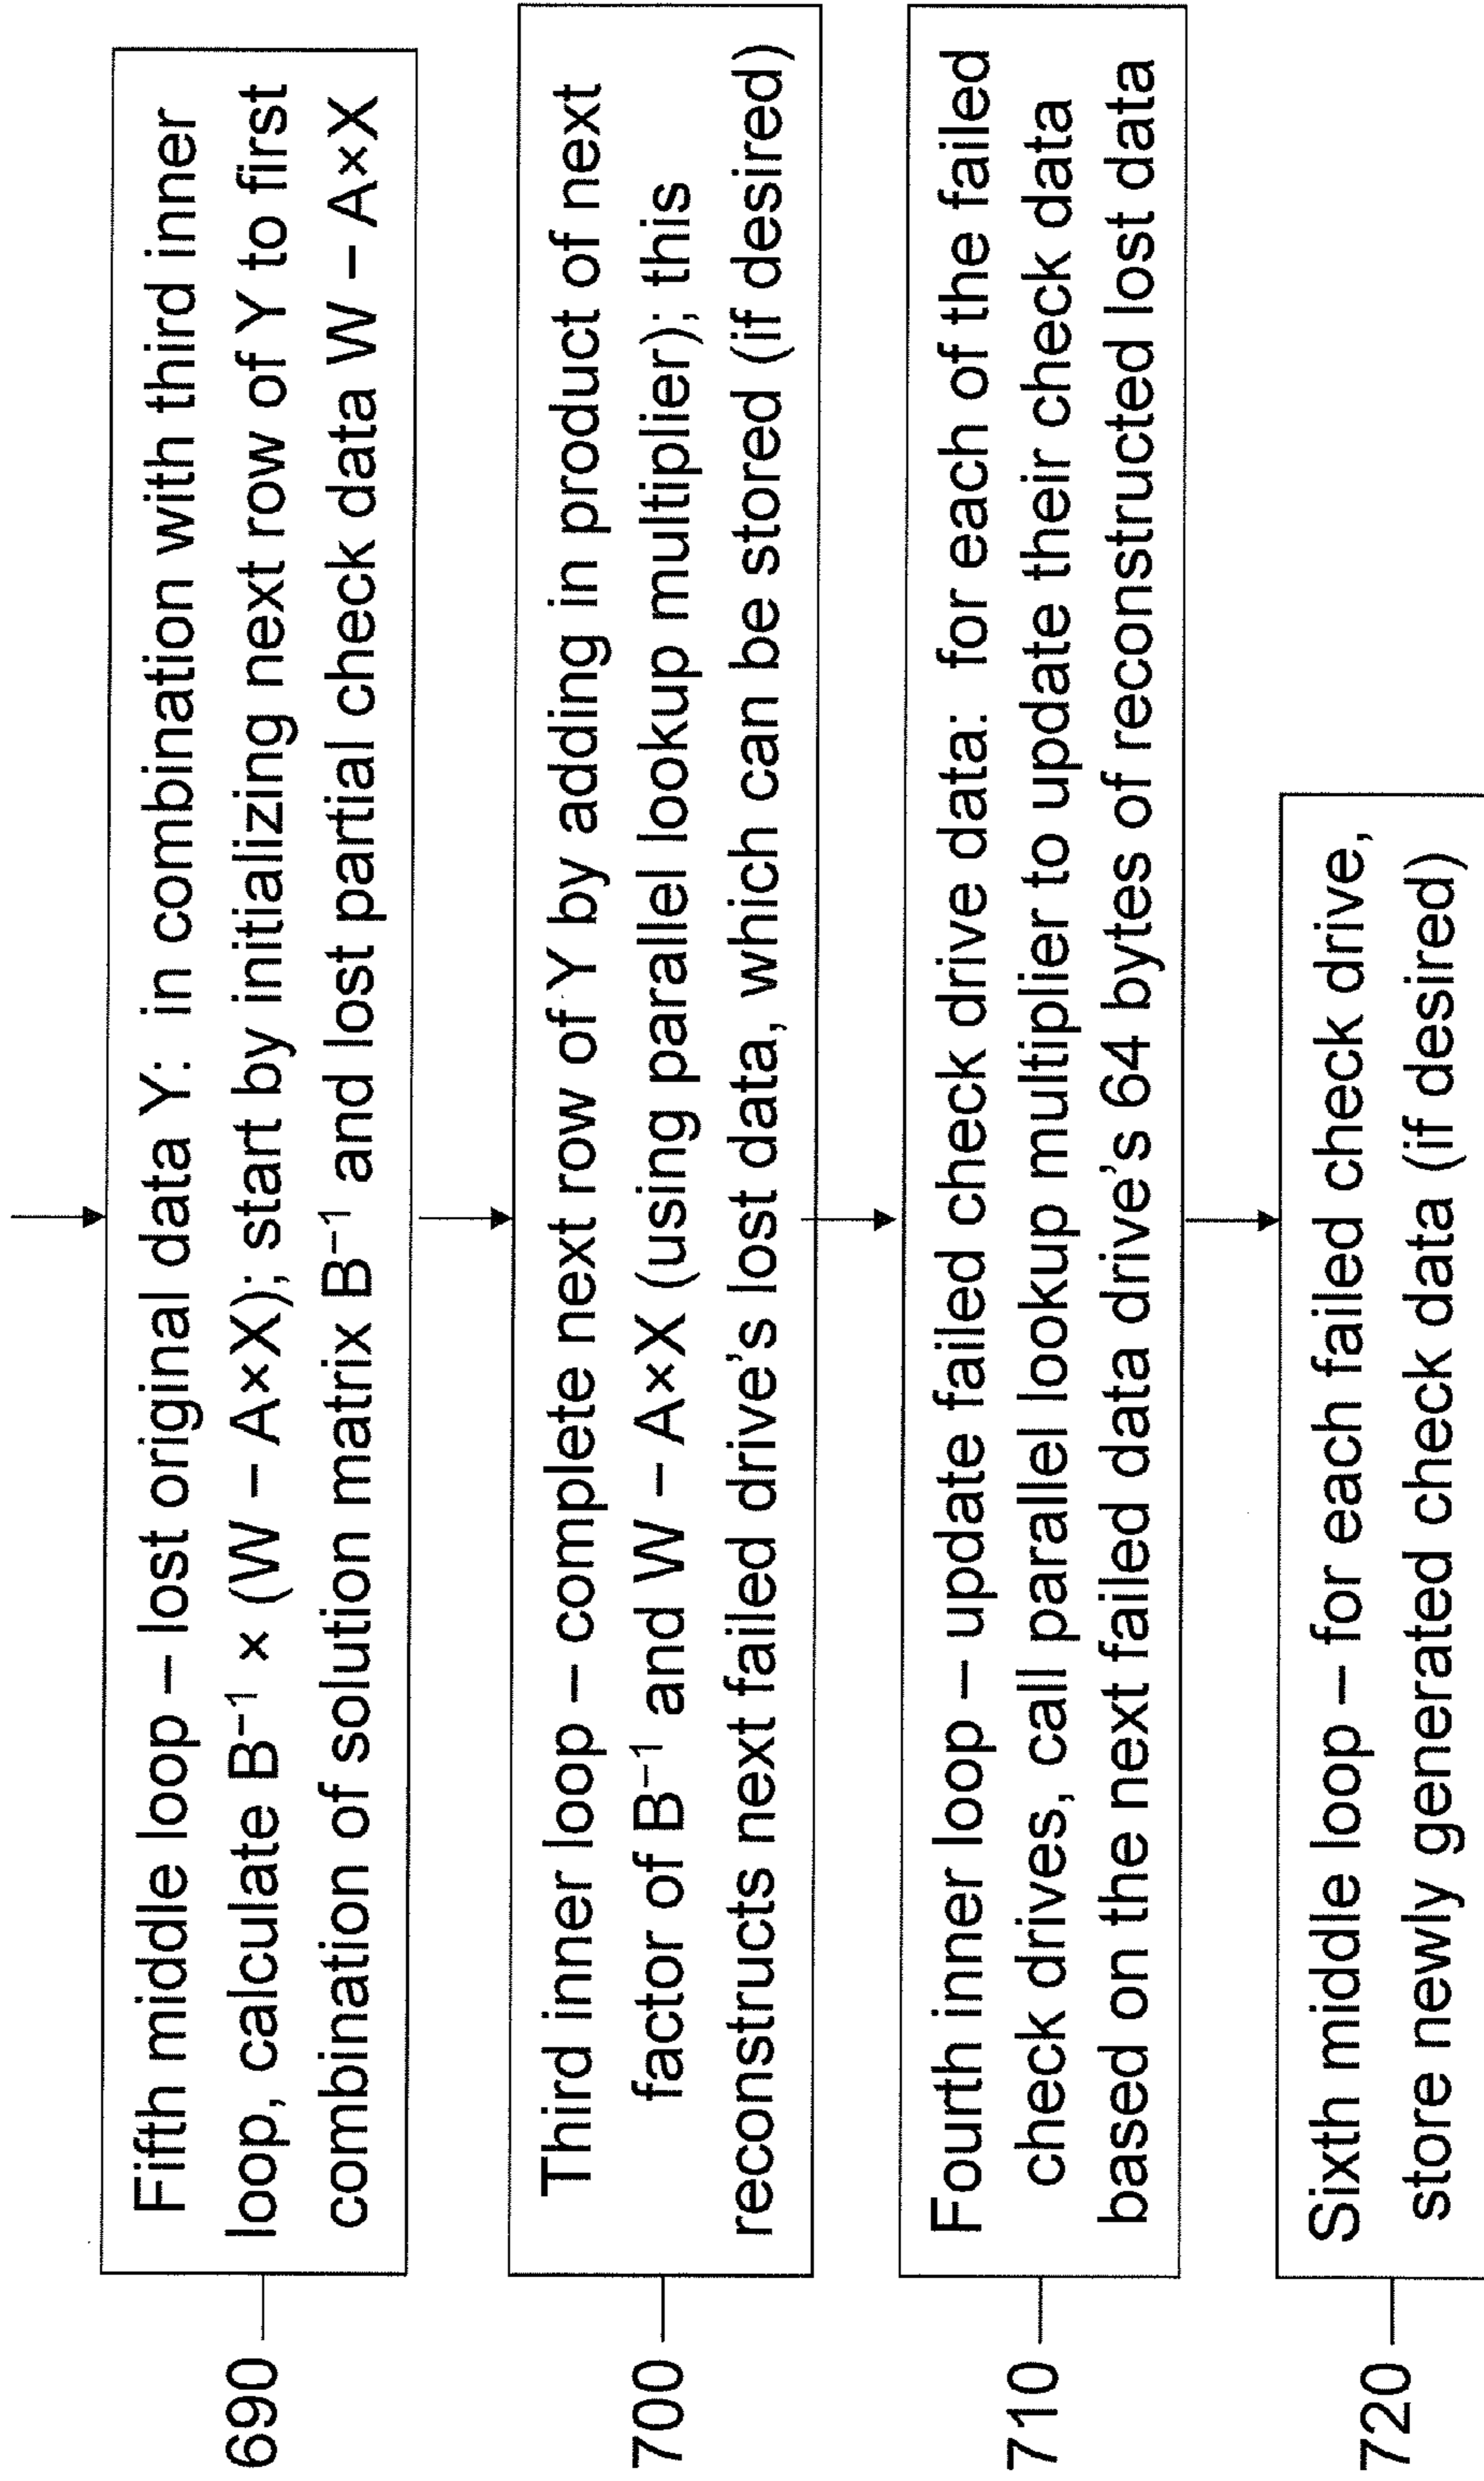 690
Fifth middle loop – lost original data Y: in combination with third inner
loop, calculate B⁻¹ × (W – A×X); start by initializing next row of Y to first
combination of solution matrix B⁻¹ and lost partial check data W – A×X
700
Third inner loop – complete next row of Y by adding in product of next
factor of B⁻¹ and W – A×X (using parallel lookup multiplier); this
reconstructs next failed drive's lost data, which can be stored (if desired)
710
Fourth inner loop – update failed check drive data: for each of the failed
check drives, call parallel lookup multiplier to update their check data
based on the next failed data drive's 64 bytes of reconstructed lost data
720
Sixth middle loop – for each failed check drive,
store newly generated check data (if desired)